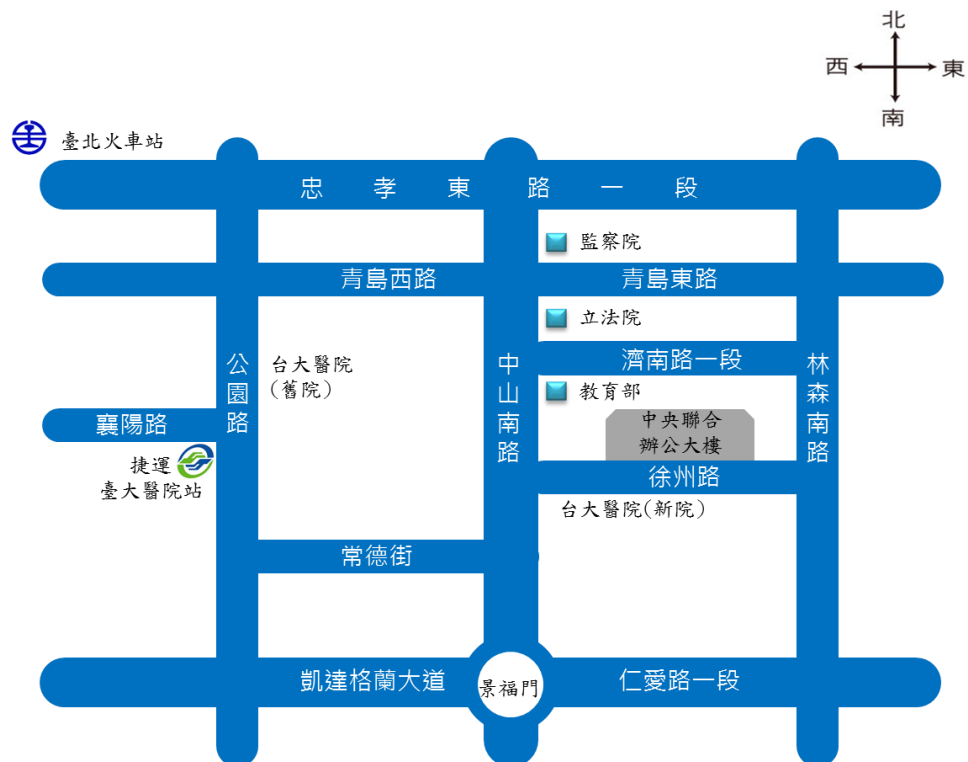 北
西
東
南
臺北火車站
忠孝東路一段
監察院
青島西路
青島東路
立法院
公園路
台大醫院
(舊院)
中山南路
濟南路一段
林森南路
教育部
襄陽路
中央聯合
辦公大樓
捷運
臺大醫院站
徐州路
台大醫院(新院)
常德街
凱達格蘭大道
景福門
仁愛路一段